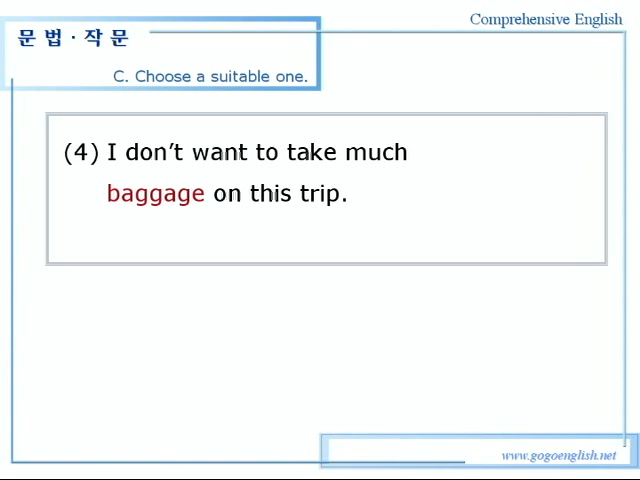 Comprehensive English
문 법 · 작 문
C. Choose a suitable one.
(4) I don’t want to take much
baggage on this trip.
www.gogoenglish.net